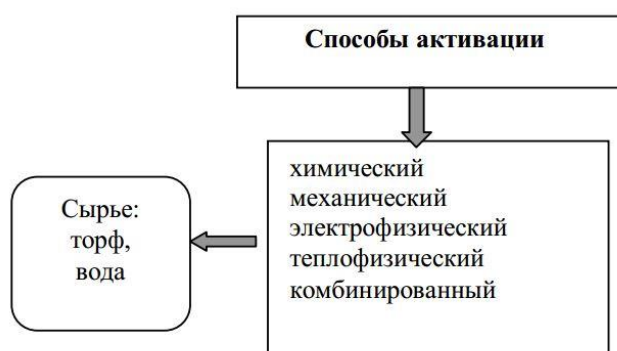 Способы активации
химический
механический
электрофизический
теплофизический
комбинированный
Сырье:
торф,
вода